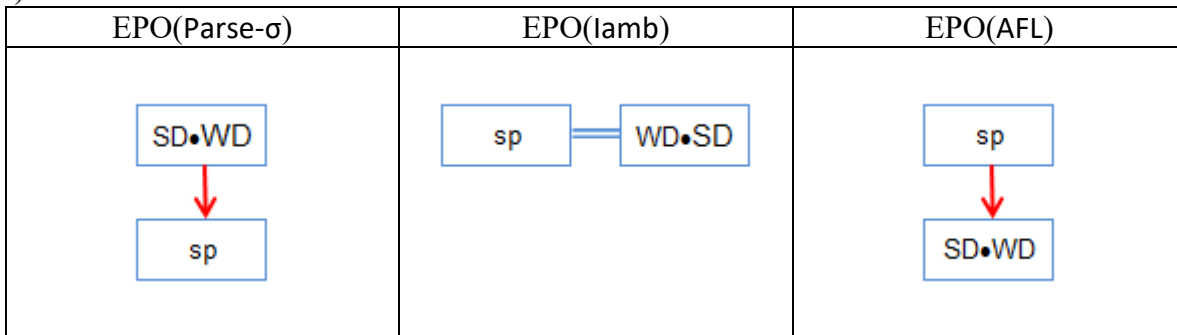 EPO(Parse-σ) EPO(Iamb) EPO(AFL)
SD•WD sp WD•SD sp
sp SD•WD